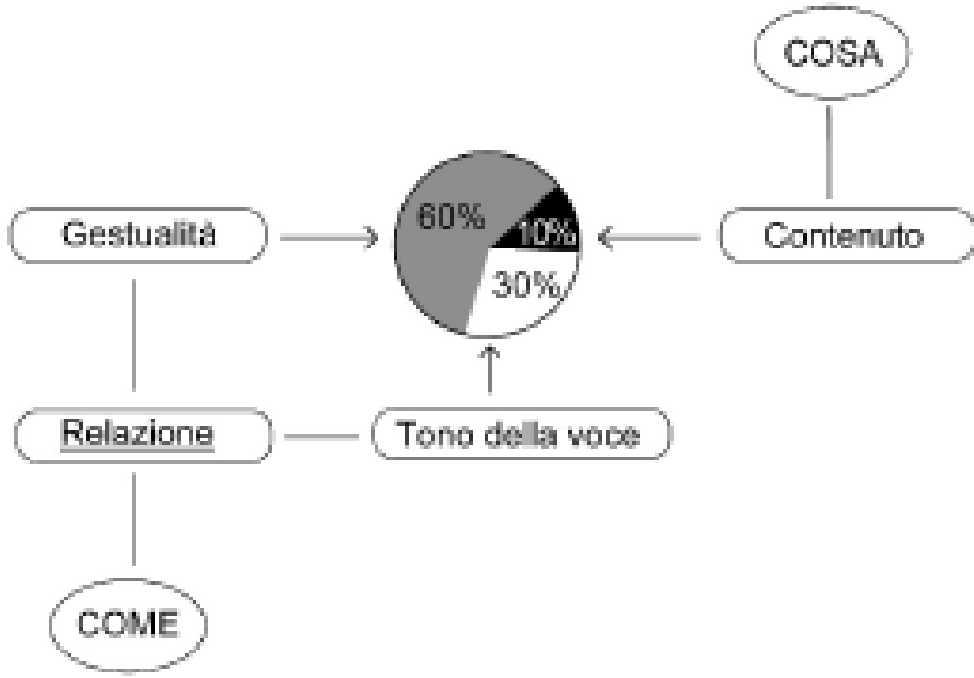 COSA
Gestualità
60%
10%
Contenuto
30%
Relazione
Tono della voce
COME